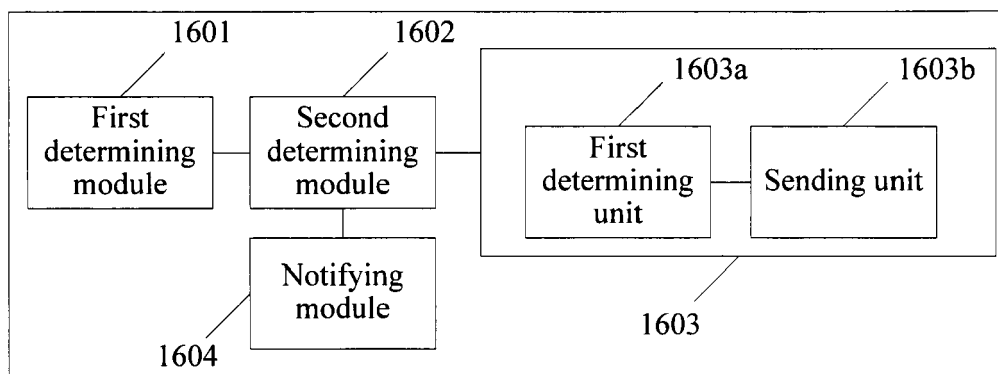 1601
1602
1603a
1603b
First
determining
module
Second
determining
module
First
determining
unit
Sending unit
Notifying
module
1604
1603